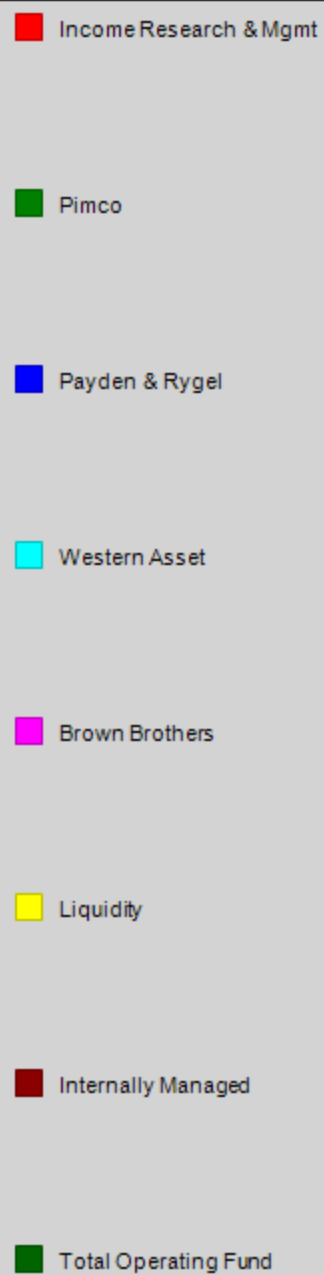 Income Research & Mgmt
Pimco
Payden & Rygel
Western Asset
Brown Brothers
Liquidity
Internally Managed
Total Operating Fund